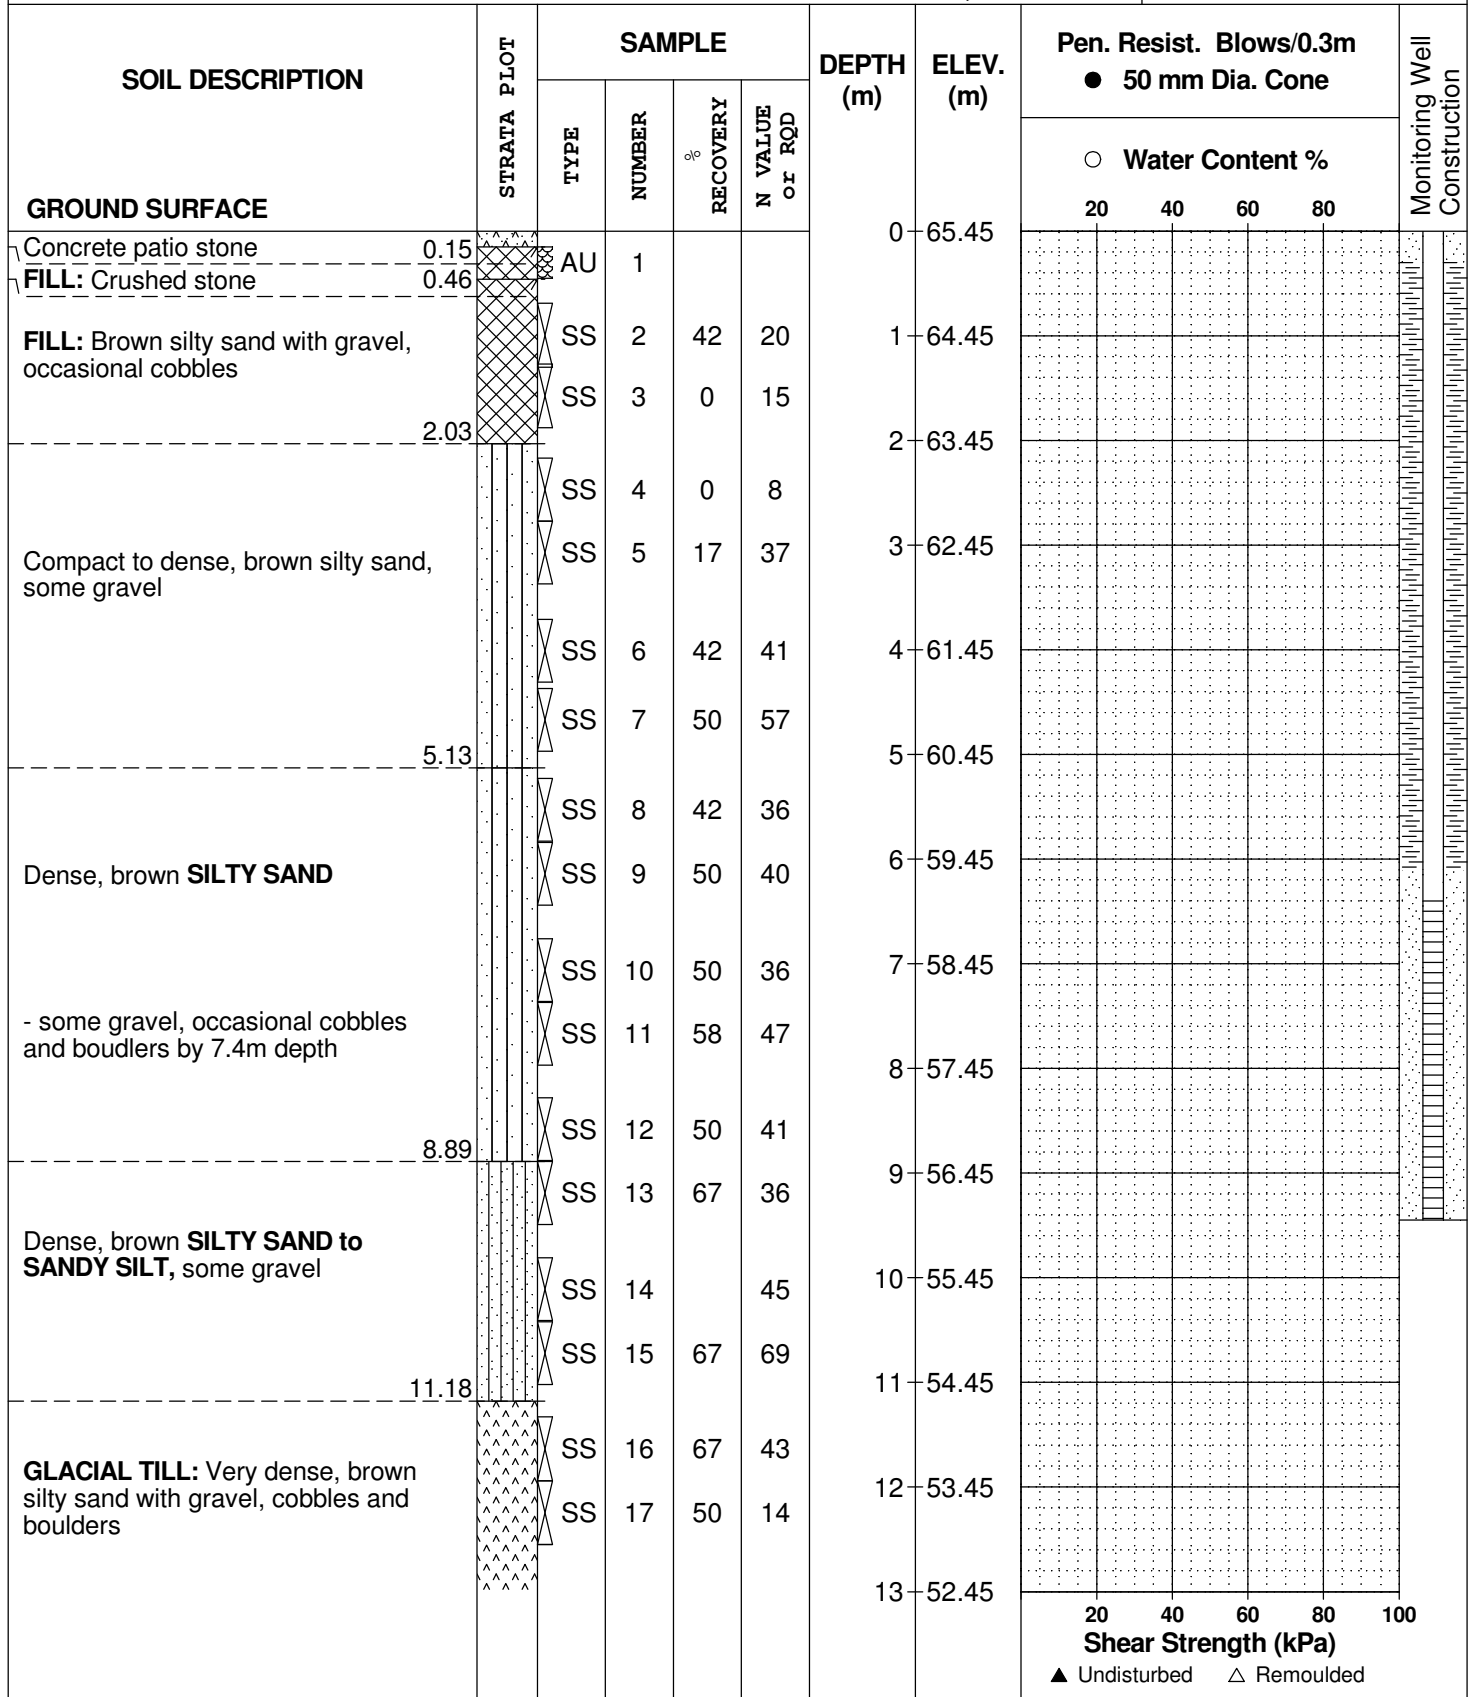 SOIL DESCRIPTION
GROUND SURFACE
STRATA PLOT
SAMPLE
TYPE
NUMBER
%
RECOVERY
N VALUE
or RQD
DEPTH
(m)
ELEV.
(m)
Pen. Resist. Blows/0.3m
● 50 mm Dia. Cone
○ Water Content %
20 40 60 80
Monitoring Well
Construction
0 65.45
Concrete patio stone 0.15
AU 1
FILL: Crushed stone 0.46
FILL: Brown silty sand with gravel,
occasional cobbles
2.03
SS 2 42 20
1 64.45
SS 3 0 15
2 63.45
SS 4 0 8
Compact to dense, brown silty sand,
some gravel
5.13
SS 5 17 37
3 62.45
SS 6 42 41
4 61.45
SS 7 50 57
5 60.45
SS 8 42 36
Dense, brown SILTY SAND
SS 9 50 40
6 59.45
SS 10 50 36
7 58.45
- some gravel, occasional cobbles
and boudlers by 7.4m depth
8.89
SS 11 58 47
8 57.45
SS 12 50 41
SS 13 67 36
9 56.45
Dense, brown SILTY SAND to
SANDY SILT, some gravel
11.18
SS 14 45
10 55.45
SS 15 67 69
11 54.45
SS 16 67 43
GLACIAL TILL: Very dense, brown
silty sand with gravel, cobbles and
boulders
12 53.45
SS 17 50 14
13 52.45
20 40 60 80 100
Shear Strength (kPa)
▲ Undisturbed △ Remoulded